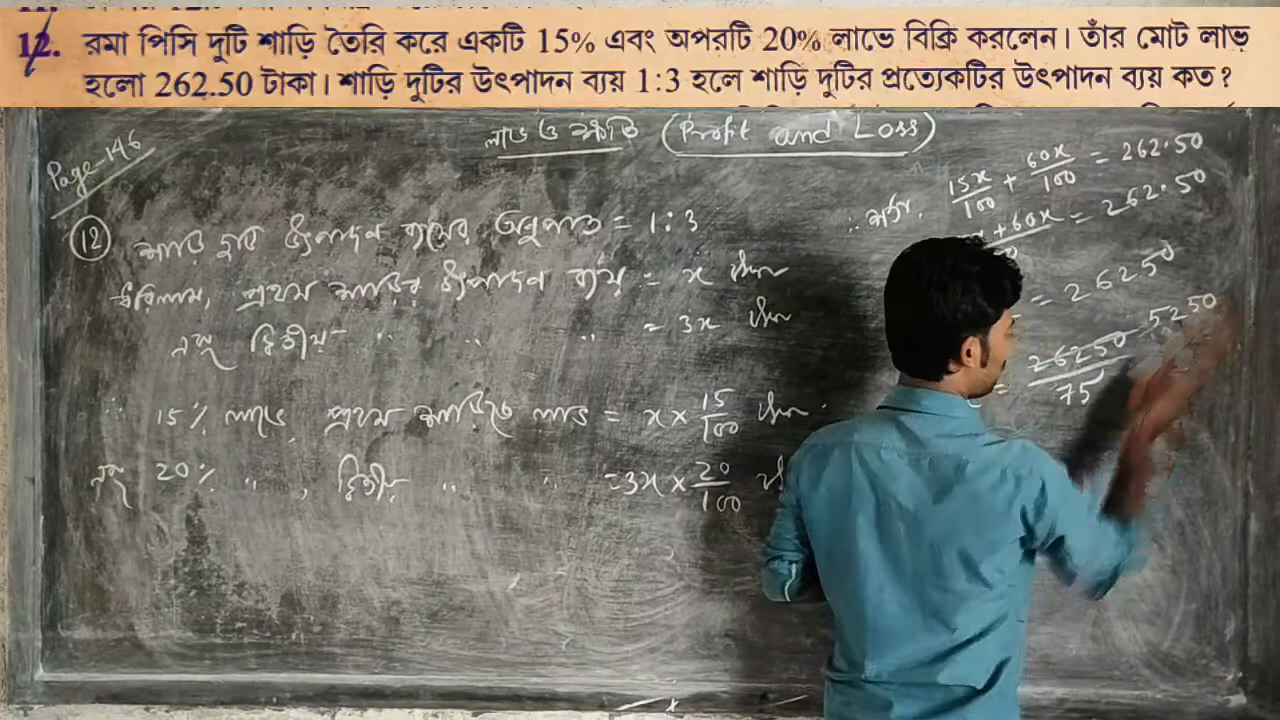 12. রমা পিসি দুটি শাড়ি তৈরি করে একটি 15% এবং অপরটি 20% লাভে বিক্রি করলেন। তাঁর মোট লাভ
হলো 262.50 টাকা। শাড়ি দুটির উৎপাদন ব্যয় 1:3 হলে শাড়ি দুটির প্রত্যেকটির উৎপাদন ব্যয় কত?
লাভ ও ক্ষতি (Profit and Loss)
Page-146
(12) শাড়ি দুটির উৎপাদন ব্যয়ের অনুপাত = 1:3
ধরিলাম, প্রথম শাড়ির উৎপাদন ব্যয় = x টাকা
এবং দ্বিতীয় " " " = 3x টাকা
∴ 15% লাভে, প্রথম শাড়িতে লাভ = x × 15/100 টাকা
এবং 20% ", দ্বিতীয় " " = 3x × 20/100
15x/100 + 60x/100 = 262.50
+ 60x = 262.50
= 26250
= 26250/75 5250